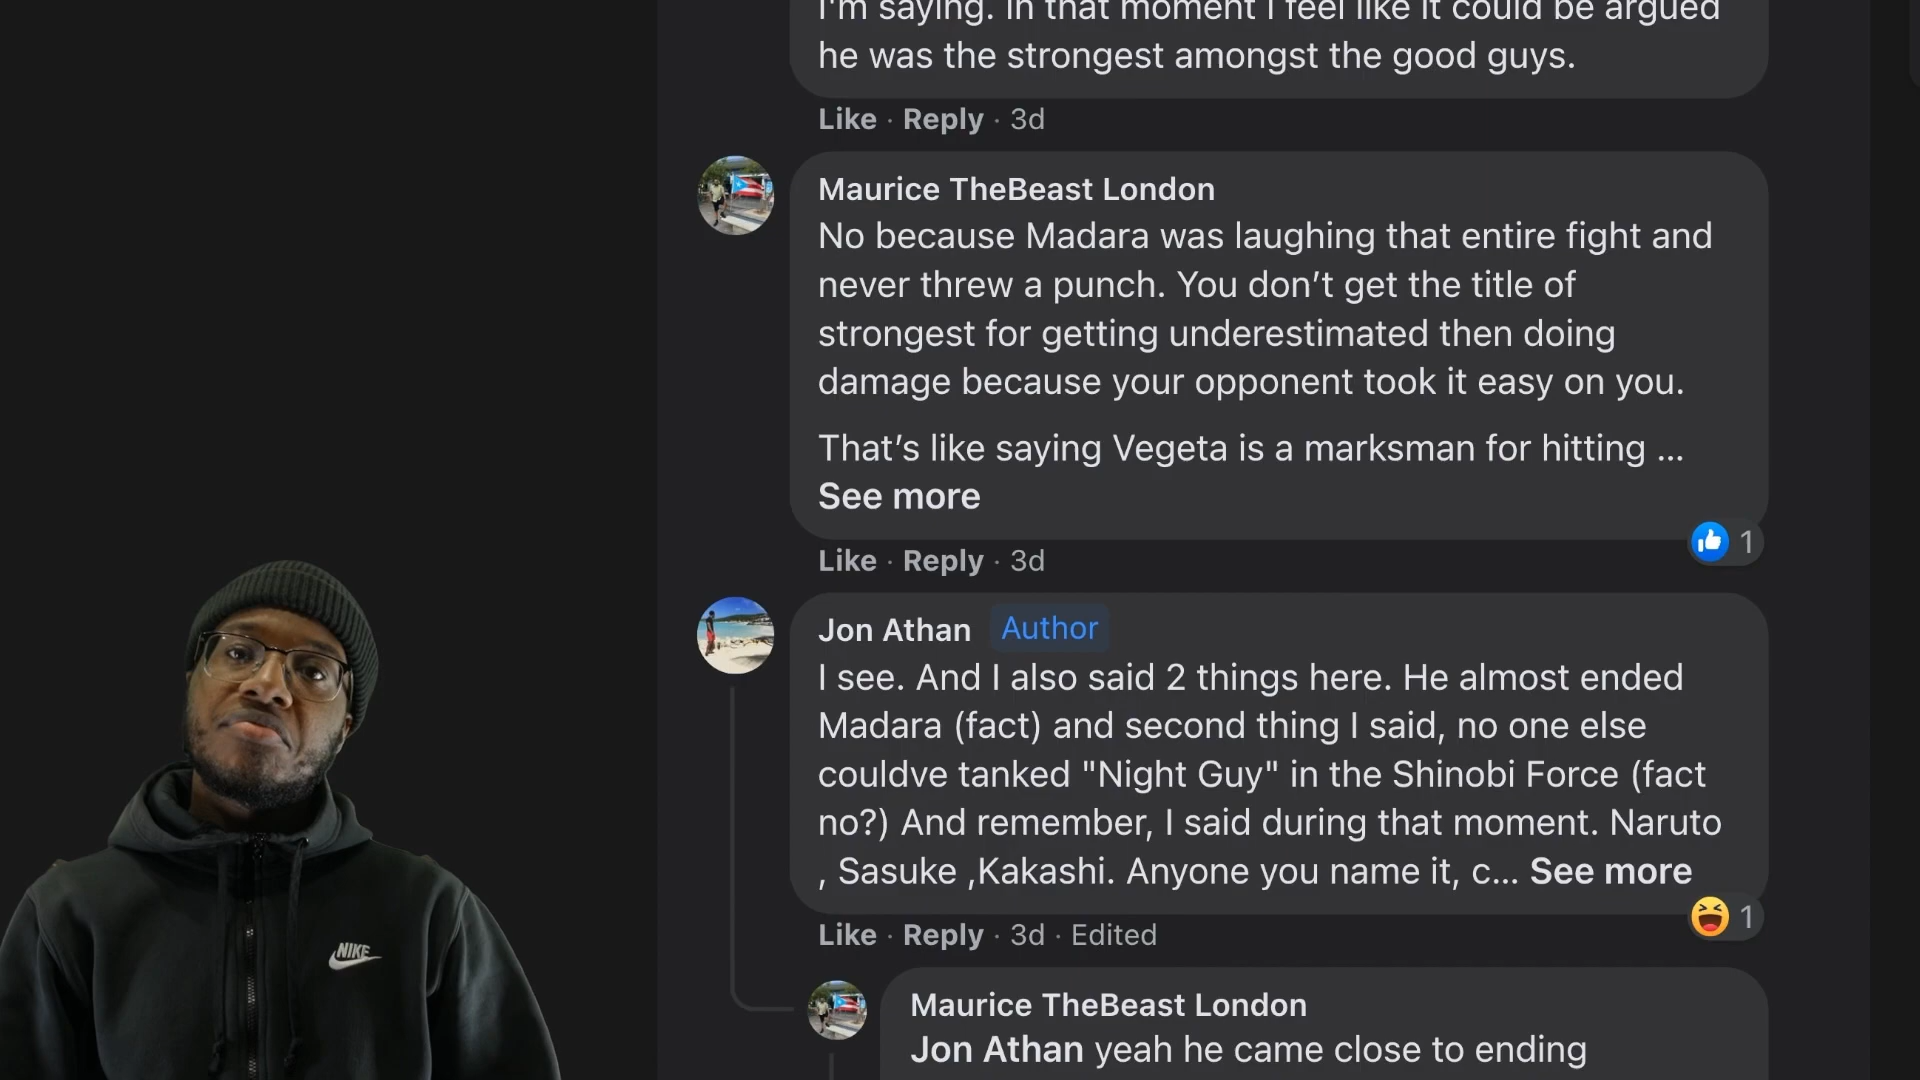 I'm saying. In that moment I feel like it could be argued
he was the strongest amongst the good guys.
Like · Reply · 3d
Maurice TheBeast London
No because Madara was laughing that entire fight and
never threw a punch. You don’t get the title of
strongest for getting underestimated then doing
damage because your opponent took it easy on you.
That’s like saying Vegeta is a marksman for hitting ...
See more
1
Like · Reply · 3d
Jon Athan Author
I see. And I also said 2 things here. He almost ended
Madara (fact) and second thing I said, no one else
couldve tanked "Night Guy" in the Shinobi Force (fact
no?) And remember, I said during that moment. Naruto
, Sasuke ,Kakashi. Anyone you name it, c... See more
1
Like · Reply · 3d · Edited
Maurice TheBeast London
Jon Athan yeah he came close to ending
NIKE